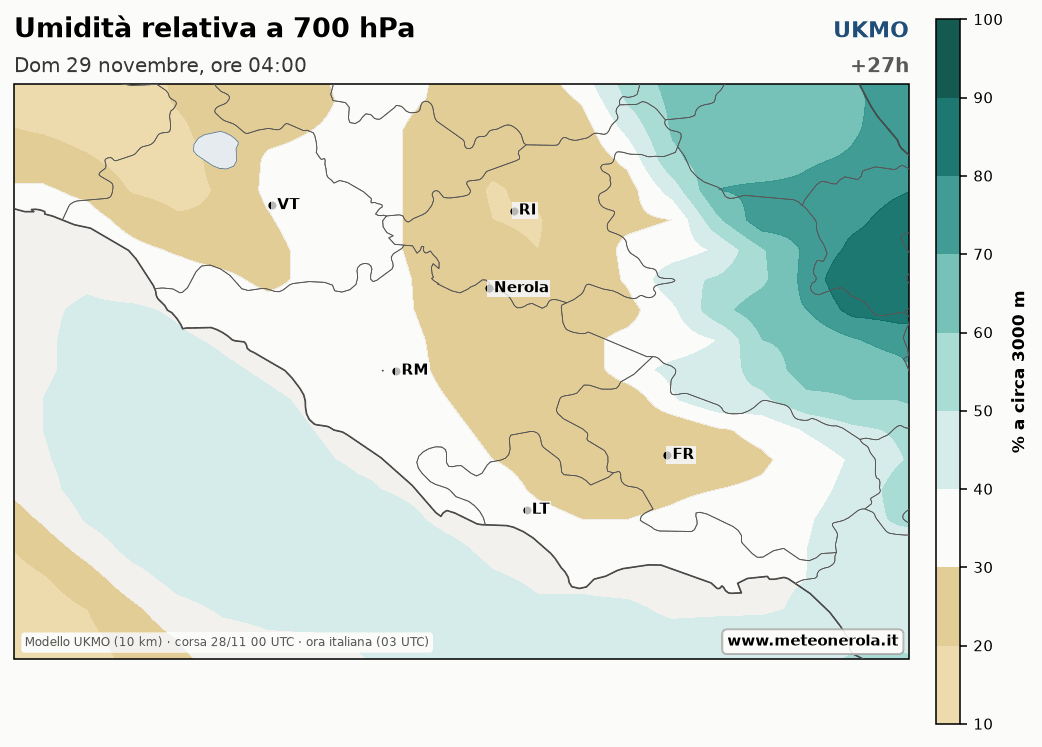 Umidità relativa a 700 hPa
UKMO
Dom 29 novembre, ore 04:00
+27h
100
90
80
70
60
50
40
30
20
10
% a circa 3000 m
VT
RI
Nerola
RM
FR
LT
Modello UKMO (10 km) · corsa 28/11 00 UTC · ora italiana (03 UTC)
www.meteonerola.it